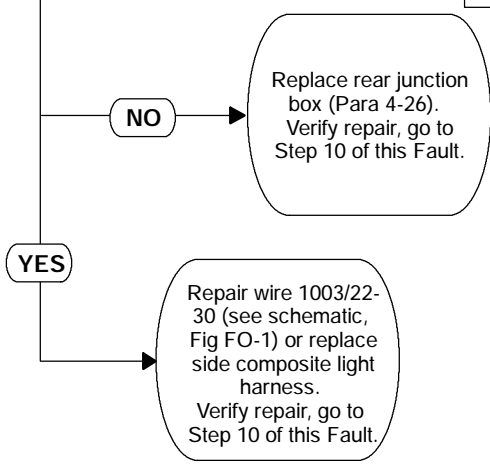 Replace rear junction
box (Para 4-26).
Verify repair, go to
Step 10 of this Fault.
NO
YES
Repair wire 1003/22-
30 (see schematic,
Fig FO-1) or replace
side composite light
harness.
Verify repair, go to
Step 10 of this Fault.